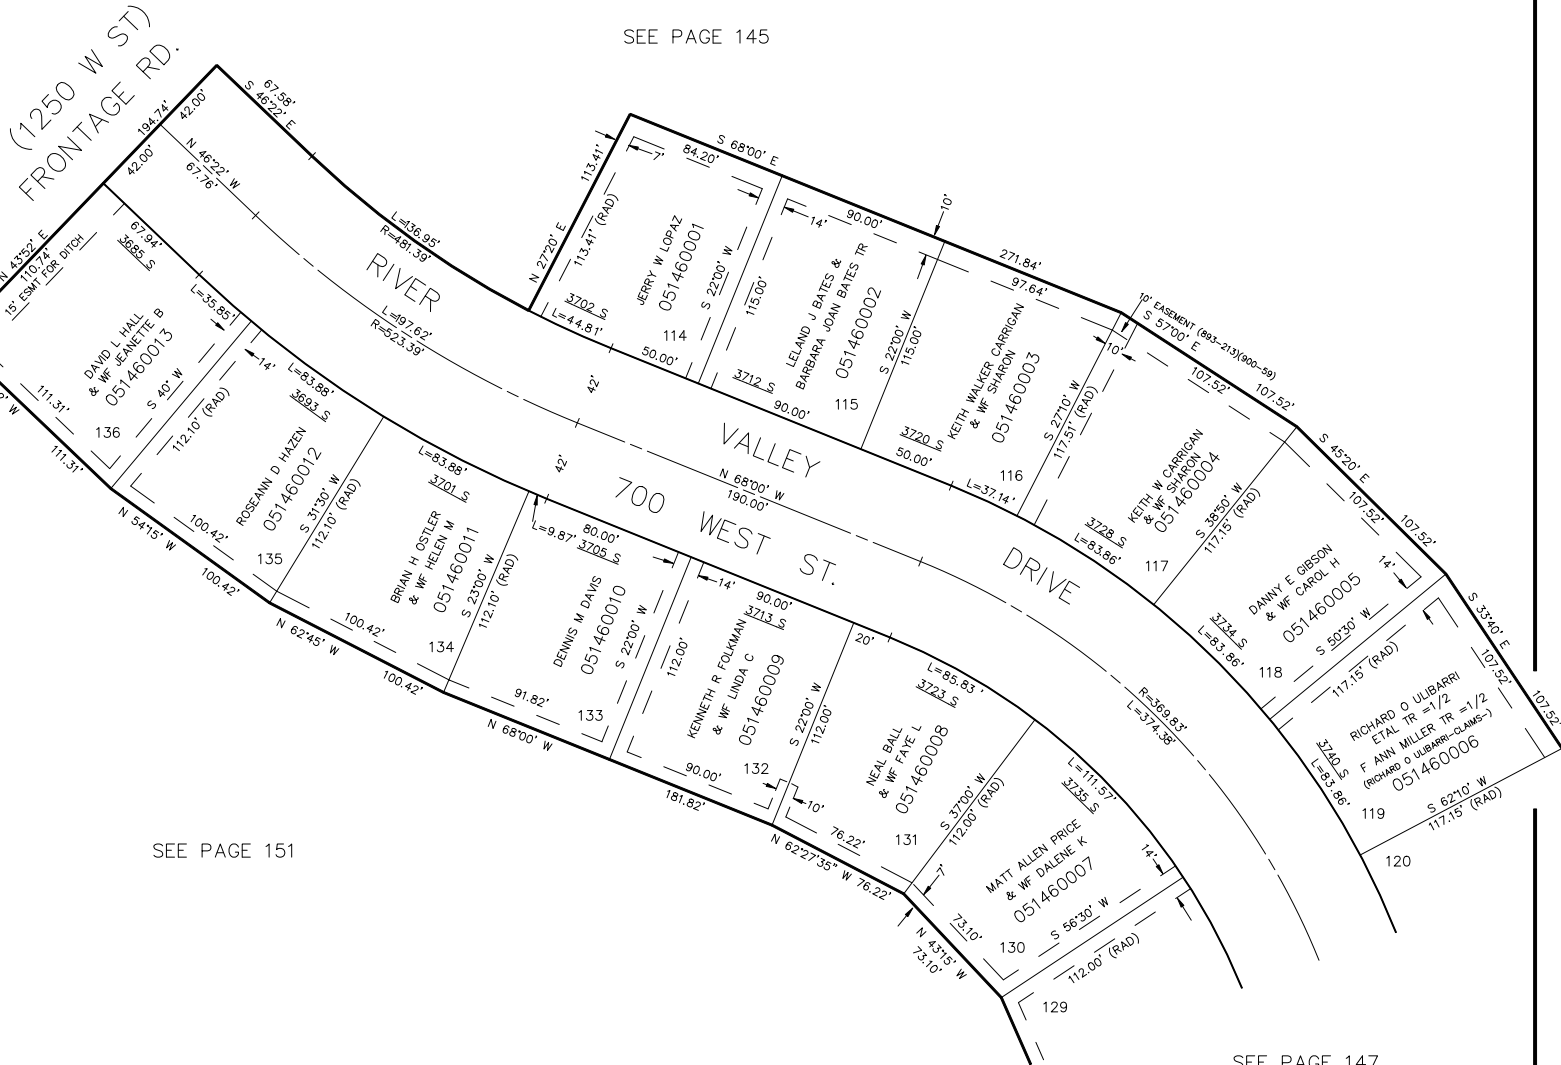 SEE PAGE 145
(1250 W ST)
FRONTAGE RD.
194.74'
42.00'
42.00'
67.58'
S 46°22' E
N 46°22' W
67.76'
L=136.95'
R=481.39'
L=197.62'
R=523.39'
RIVER
VALLEY
DRIVE
700 WEST ST.
N 68°00' W
190.00'
42'
42'
R=369.83'
L=374.38'
N 27°20' E
113.41'
113.41' (RAD)
7'
S 68°00' E
84.20'
JERRY W LOPAZ
051460001
3702 S
L=44.81'
114
50.00'
S 22°00' W
115.00'
14'
90.00'
LELAND J BATES &
BARBARA JOAN BATES TR
051460002
3712 S
115
90.00'
10'
271.84'
97.64'
S 22°00' W
115.00'
KEITH WALKER CARRIGAN
& WF SHARON
051460003
3720 S
116
50.00'
L=37.14'
10' EASEMENT (893-213)(900-59)
S 57°00' E
10'
107.52'
107.52'
S 27°10' W
117.51' (RAD)
KEITH W CARRIGAN
& WF SHARON
051460004
3728 S
L=83.86'
117
S 45°20' E
107.52'
107.52'
S 38°50' W
117.15' (RAD)
14'
DANNY E GIBSON
& WF CAROL H
051460005
3734 S
L=83.86'
118
S 50°30' W
117.15' (RAD)
S 33°40' E
107.52'
107.52'
RICHARD O ULIBARRI
ETAL TR =1/2
F ANN MILLER TR =1/2
(RICHARD O ULIBARRI-CLAIMS-)
051460006
3740 S
L=83.86'
119
S 62°10' W
117.15' (RAD)
120
N 43°52' E
110.74'
15' ESMT FOR DITCH
67.94'
3685 S
L=35.85'
DAVID L HALL
& WF JEANETTE B
051460013
S 40° W
136
111.31'
111.31'
112.10' (RAD)
14'
L=83.88'
3693 S
ROSEANN D HAZEN
051460012
135
100.42'
N 54°15' W
100.42'
S 31°30' W
112.10' (RAD)
L=83.88'
3701 S
BRIAN H OSTLER
& WF HELEN M
051460011
134
100.42'
N 62°45' W
100.42'
S 23°00' W
112.10' (RAD)
L=9.87'
80.00'
3705 S
DENNIS M DAVIS
051460010
133
91.82'
N 68°00' W
S 22°00' W
112.00'
14'
90.00'
3713 S
KENNETH R FOLKMAN
& WF LINDA C
051460009
132
90.00'
181.82'
S 22°00' W
112.00'
20'
L=85.83'
3723 S
NEAL BALL
& WF FAYE L
051460008
131
10'
76.22'
N 62°27'35" W 76.22'
S 37°00' W
112.00' (RAD)
L=111.57'
3735 S
MATT ALLEN PRICE
& WF DALENE K
051460007
14'
7'
73.10'
130
S 56°30' W
N 43°15' W
73.10'
112.00' (RAD)
129
SEE PAGE 151
SEE PAGE 147